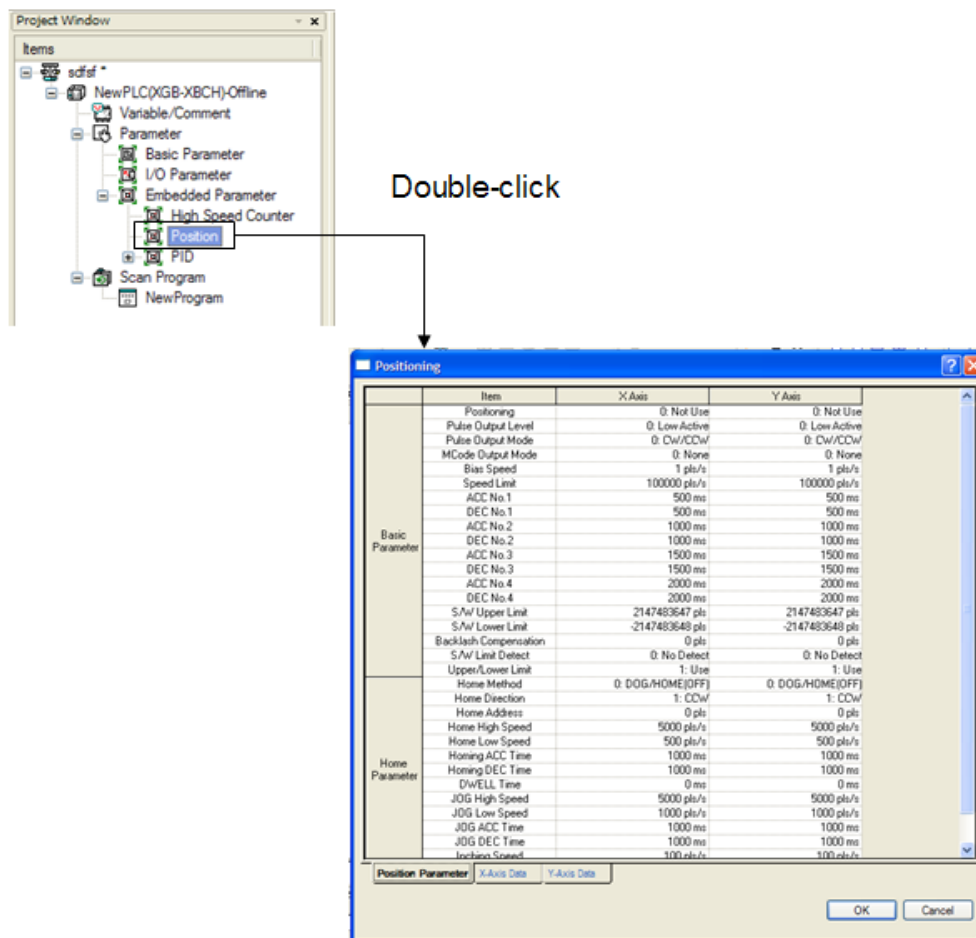 Project Window
Items
sdfsf *
NewPLC(XGB-XBCH)-Offline
Variable/Comment
Parameter
Basic Parameter
I/O Parameter
Embedded Parameter
High Speed Counter
Position
PID
Scan Program
NewProgram
Double-click
Positioning
Item X Axis Y Axis
Basic Parameter
Positioning 0: Not Use 0: Not Use
Pulse Output Level 0: Low Active 0: Low Active
Pulse Output Mode 0: CW/CCW 0: CW/CCW
MCode Output Mode 0: None 0: None
Bias Speed 1 pls/s 1 pls/s
Speed Limit 100000 pls/s 100000 pls/s
ACC No.1 500 ms 500 ms
DEC No.1 500 ms 500 ms
ACC No.2 1000 ms 1000 ms
DEC No.2 1000 ms 1000 ms
ACC No.3 1500 ms 1500 ms
DEC No.3 1500 ms 1500 ms
ACC No.4 2000 ms 2000 ms
DEC No.4 2000 ms 2000 ms
S/W Upper Limit 2147483647 pls 2147483647 pls
S/W Lower Limit -2147483648 pls -2147483648 pls
Backlash Compensation 0 pls 0 pls
S/W Limit Detect 0: No Detect 0: No Detect
Upper/Lower Limit 1: Use 1: Use
Home Parameter
Home Method 0: DOG/HOME(OFF) 0: DOG/HOME(OFF)
Home Direction 1: CCW 1: CCW
Home Address 0 pls 0 pls
Home High Speed 5000 pls/s 5000 pls/s
Home Low Speed 500 pls/s 500 pls/s
Homing ACC Time 1000 ms 1000 ms
Homing DEC Time 1000 ms 1000 ms
DWELL Time 0 ms 0 ms
JOG High Speed 5000 pls/s 5000 pls/s
JOG Low Speed 1000 pls/s 1000 pls/s
JOG ACC Time 1000 ms 1000 ms
JOG DEC Time 1000 ms 1000 ms
Inching Speed 100 pls/s 100 pls/s
Position Parameter X-Axis Data Y-Axis Data
OK Cancel